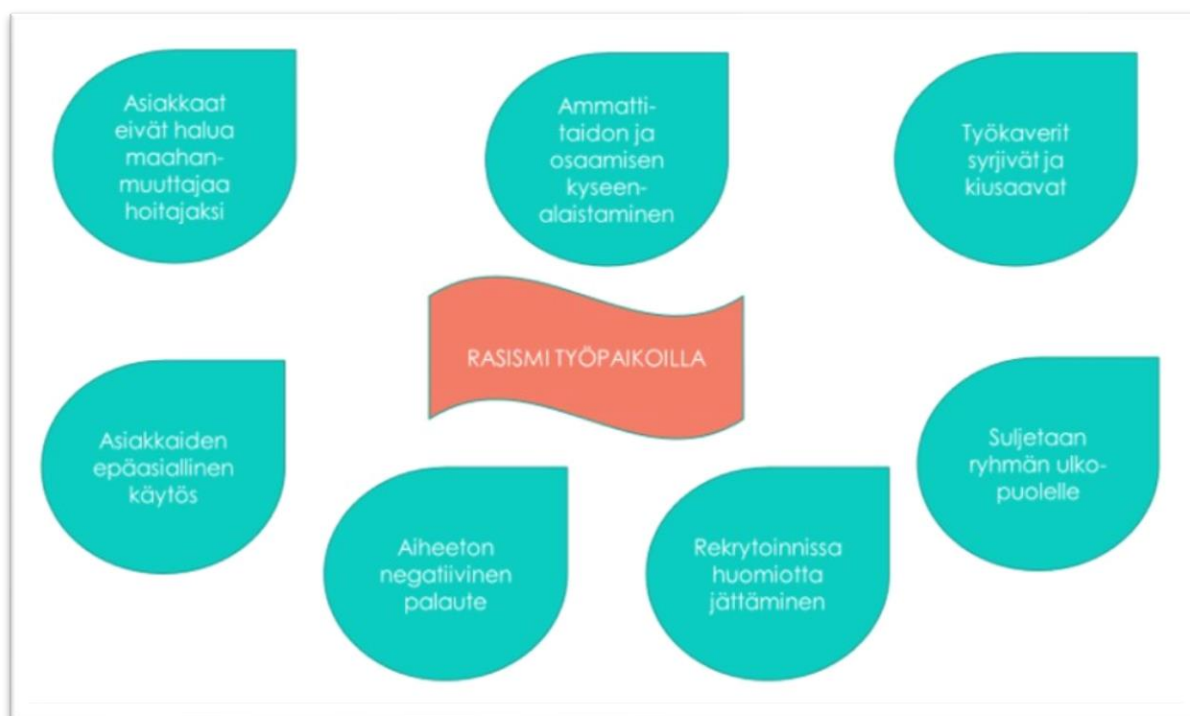 Asiakkaat
eivät halua
maahan-
muuttajaa
hoitajaksi
Ammatti-
taidon ja
osaamisen
kyseen-
alaistaminen
Työkaverit
syrjivät ja
kiusaavat
RASISMI TYÖPAIKOILLA
Asiakkaiden
epäasiallinen
käytös
Aiheeton
negatiivinen
palaute
Rekrytoinnissa
huomiotta
jättäminen
Suljetaan
ryhmän ulko-
puolelle